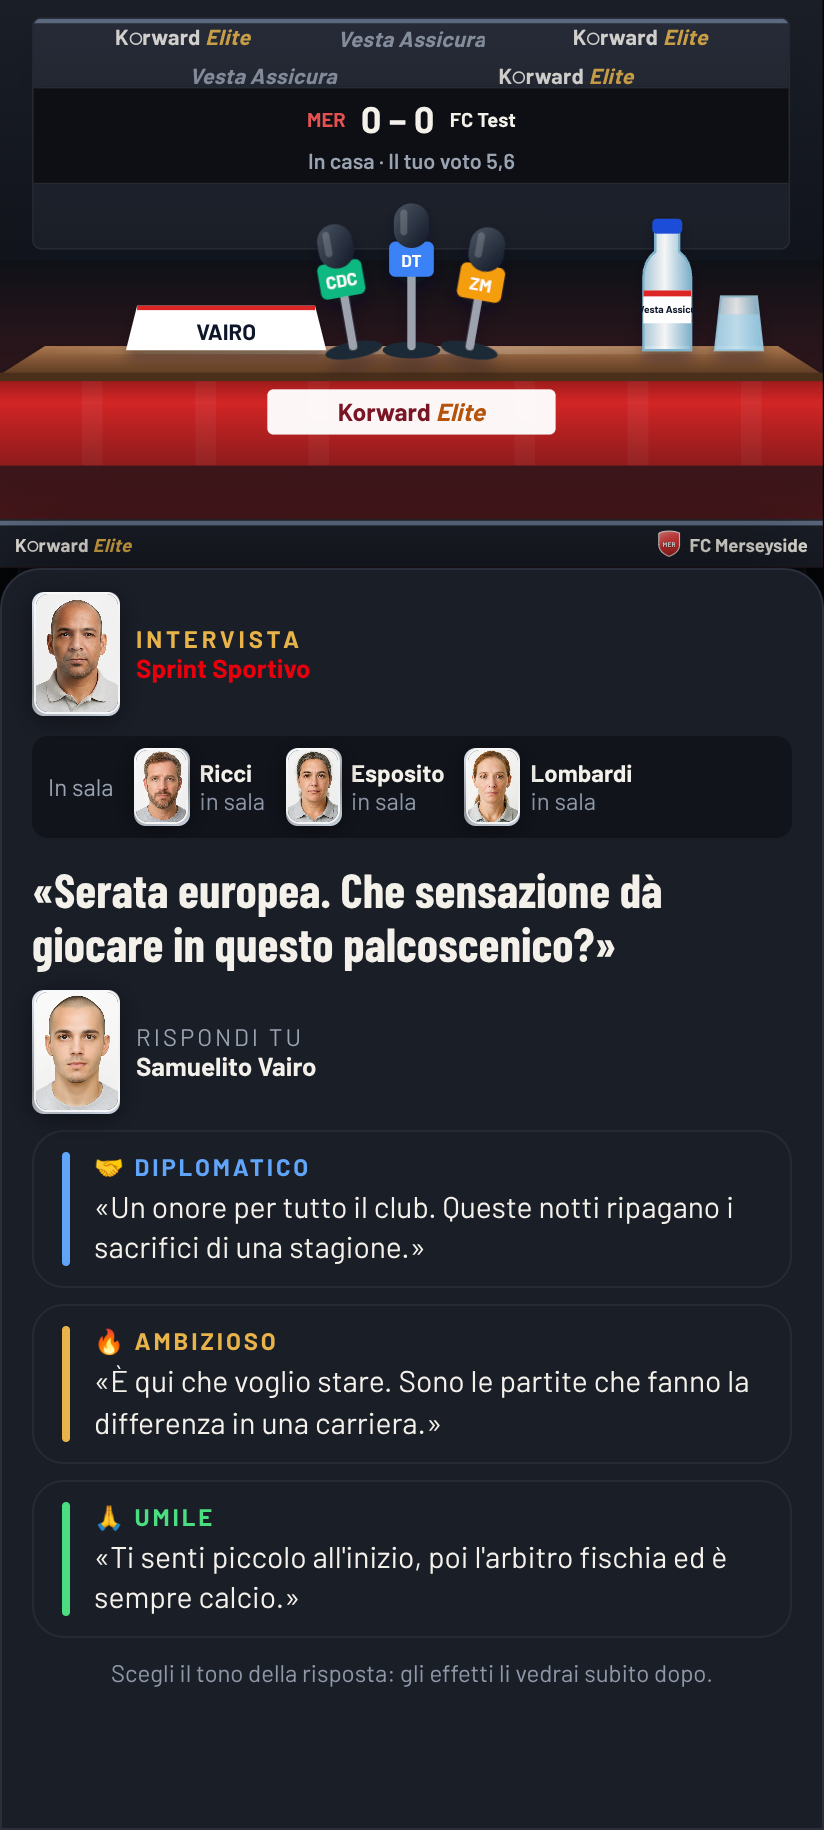 Korward Elite Vesta Assicura Korward Elite
Vesta Assicura Korward Elite
MER 0 – 0 FC Test
In casa · Il tuo voto 5,6
CDC DT ZM
VAIRO
Vesta Assicu
Korward Elite
Korward Elite MER FC Merseyside
INTERVISTA
Sprint Sportivo
In sala
Ricci
in sala
Esposito
in sala
Lombardi
in sala
«Serata europea. Che sensazione dà
giocare in questo palcoscenico?»
RISPONDI TU
Samuelito Vairo
🤝 DIPLOMATICO
«Un onore per tutto il club. Queste notti ripagano i
sacrifici di una stagione.»
🔥 AMBIZIOSO
«È qui che voglio stare. Sono le partite che fanno la
differenza in una carriera.»
🙏 UMILE
«Ti senti piccolo all'inizio, poi l'arbitro fischia ed è
sempre calcio.»
Scegli il tono della risposta: gli effetti li vedrai subito dopo.